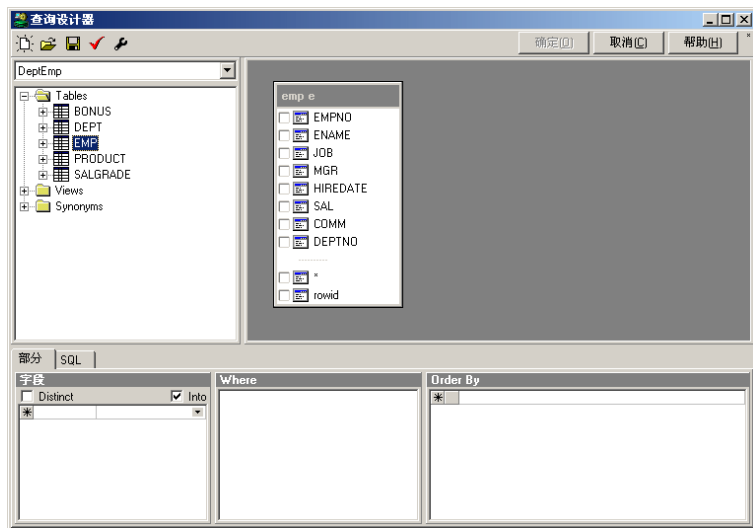 查询设计器
确定(O) 取消(C) 帮助(H)
DeptEmp
Tables
BONUS
DEPT
EMP
PRODUCT
SALGRADE
Views
Synonyms
emp e
EMPNO
ENAME
JOB
MGR
HIREDATE
SAL
COMM
DEPTNO
*
rowid
部分 SQL
字段
Distinct Into
Where
Order By